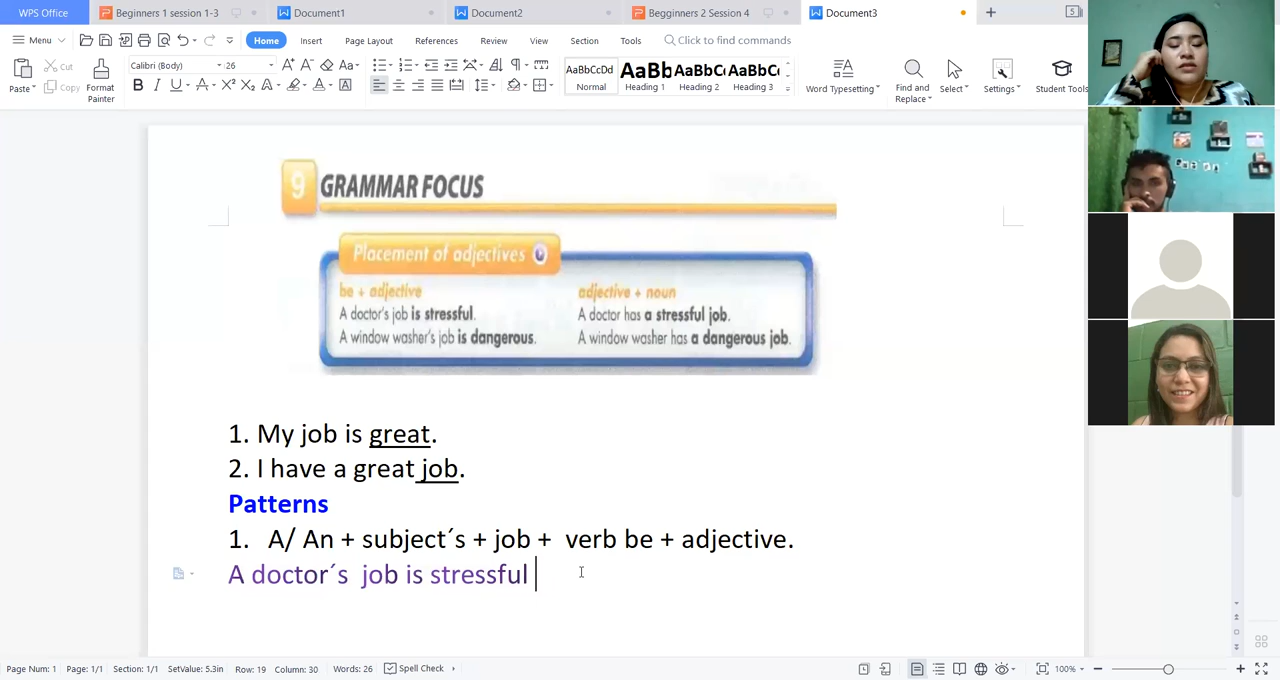 WPS Office
Begginers 1 session 1-3
Document1
Document2
Begginers 2 Session 4
Document3
5
Menu
Home
Insert
Page Layout
References
Review
View
Section
Tools
Click to find commands
Paste
Cut
Copy
Format Painter
Calibri (Body)
26
AaBbCcDd
Normal
AaBb
Heading 1
AaBbC
Heading 2
AaBbC
Heading 3
Word Typesetting
Find and Replace
Select
Settings
Student Tools
9 GRAMMAR FOCUS
Placement of adjectives
be + adjective
A doctor's job is stressful.
A window washer's job is dangerous.
adjective + noun
A doctor has a stressful job.
A window washer has a dangerous job.
1. My job is great.
2. I have a great job.
Patterns
1. A/ An + subject´s + job + verb be + adjective.
A doctor´s job is stressful
Page Num: 1
Page: 1/1
Section: 1/1
SetValue: 5.3in
Row: 19
Column: 30
Words: 26
Spell Check
100%